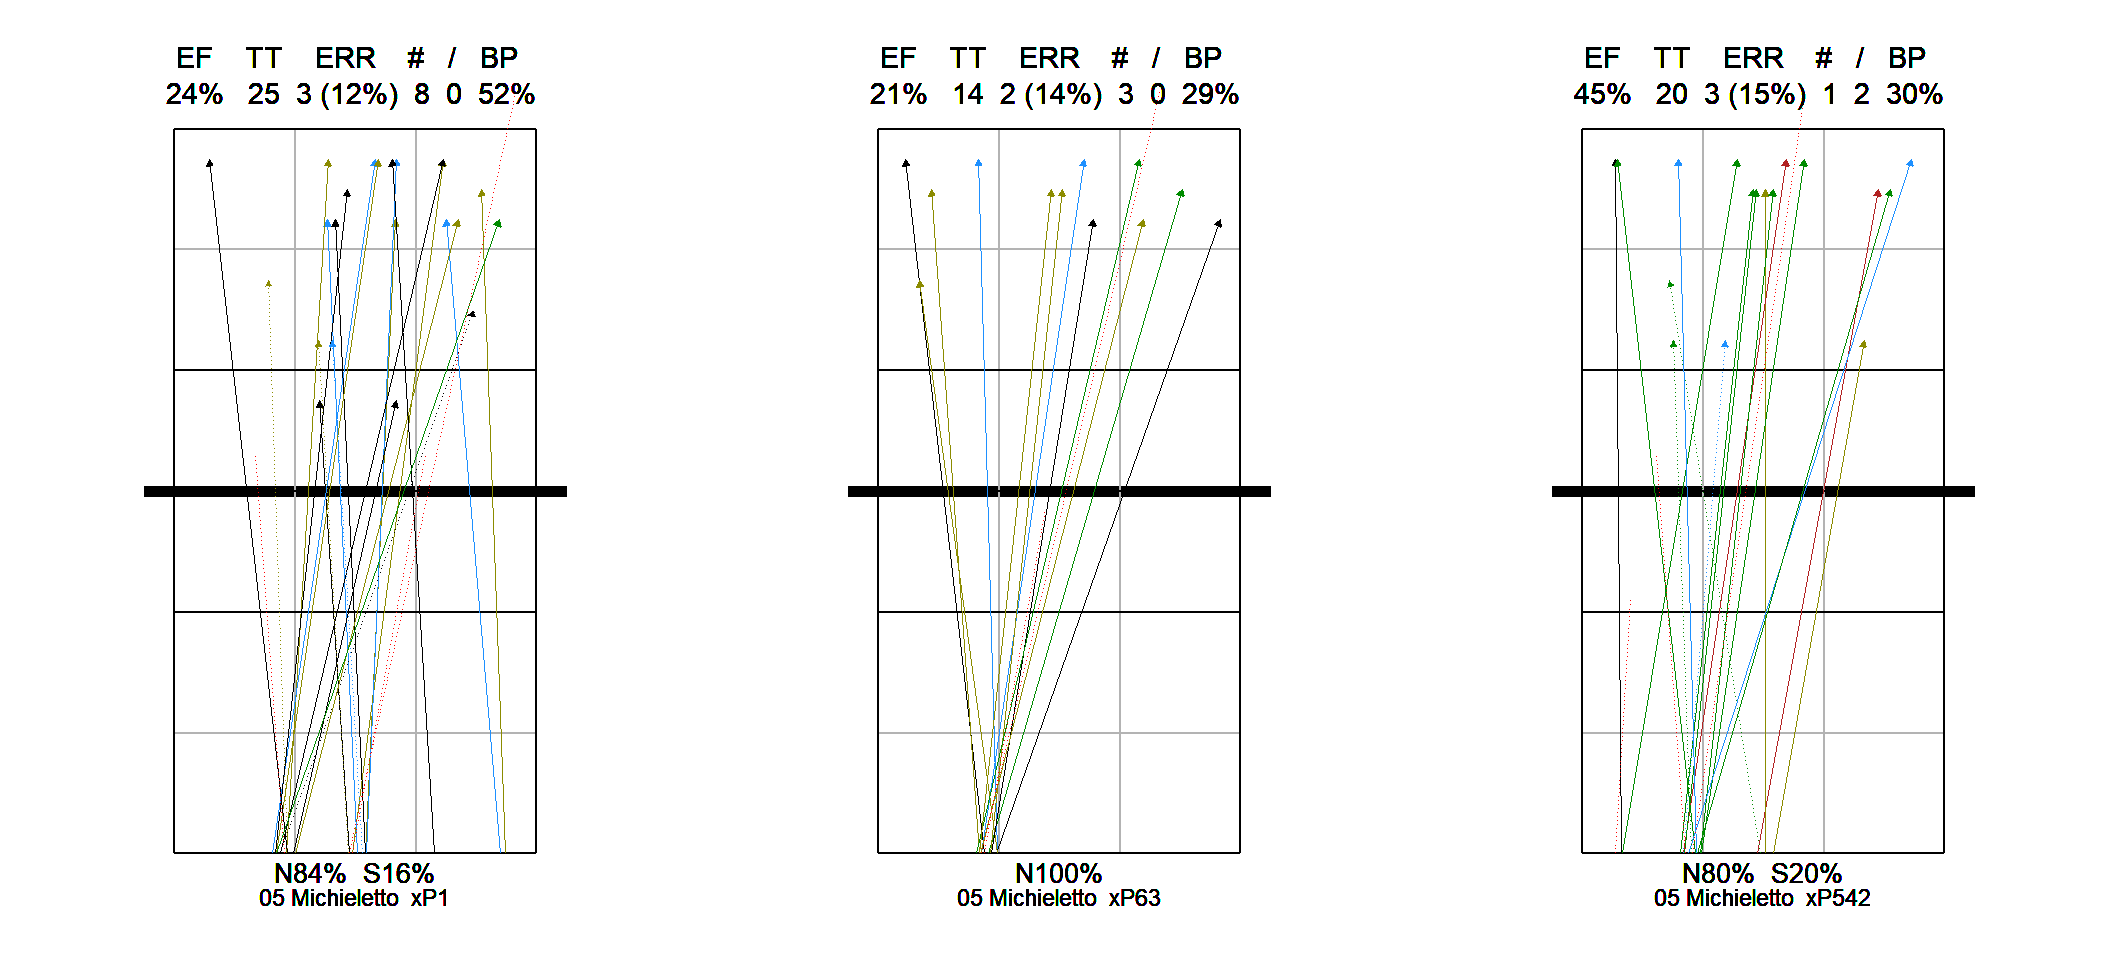 EF TT ERR # / BP
24% 25 3 (12%) 8 0 52%
N84% S16%
05 Michieletto xP1
EF TT ERR # / BP
21% 14 2 (14%) 3 0 29%
N100%
05 Michieletto xP63
EF TT ERR # / BP
45% 20 3 (15%) 1 2 30%
N80% S20%
05 Michieletto xP542